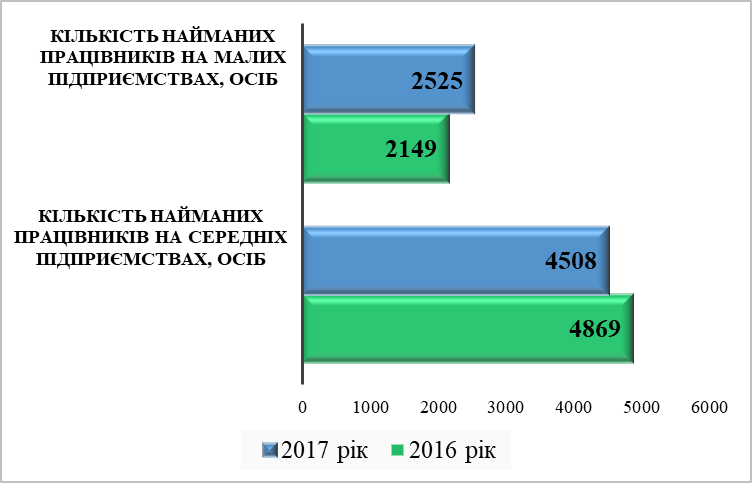 КІЛЬКІСТЬ НАЙМАНИХ
ПРАЦІВНИКІВ НА МАЛИХ
ПІДПРИЄМСТВАХ, ОСІБ
2525
2149
КІЛЬКІСТЬ НАЙМАНИХ
ПРАЦІВНИКІВ НА СЕРЕДНІХ
ПІДПРИЄМСТВАХ, ОСІБ
4508
4869
0 1000 2000 3000 4000 5000 6000
2017 рік 2016 рік